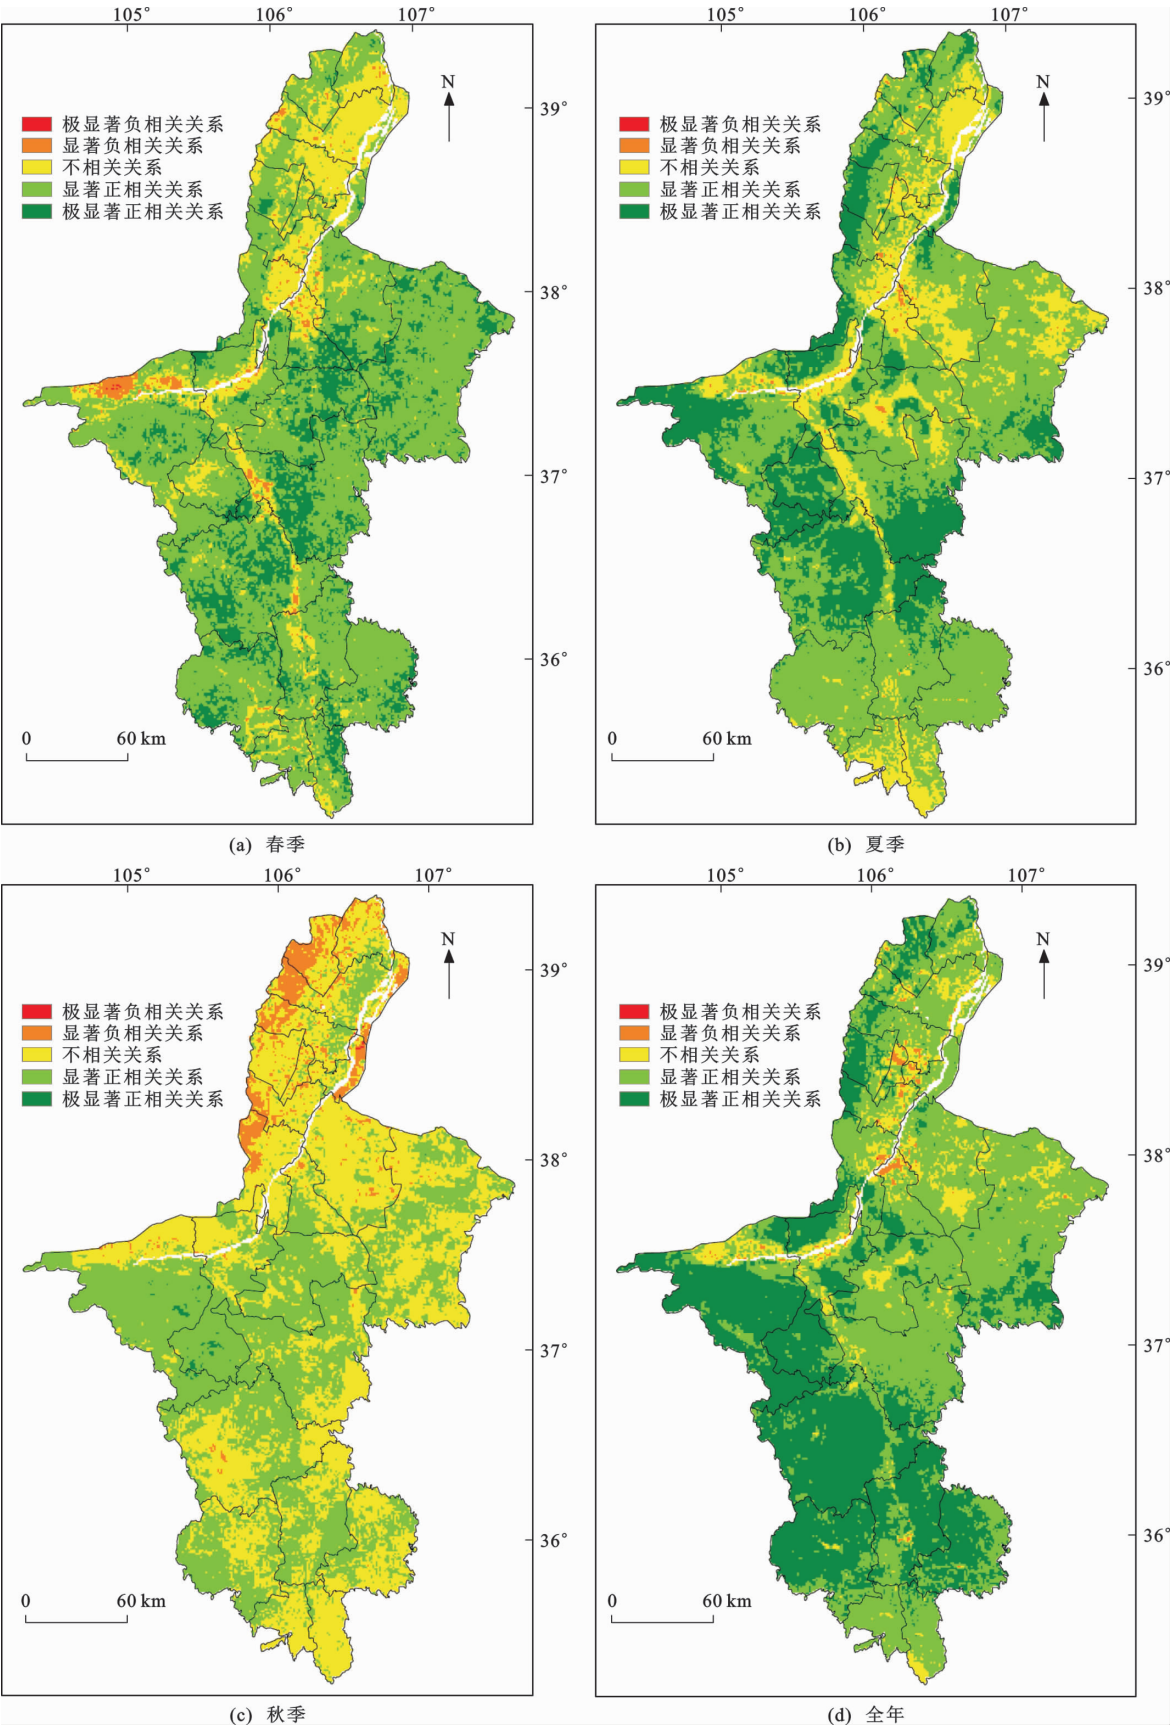 105° 106° 107°
N
39°
38°
37°
36°
极显著负相关关系
显著负相关关系
不相关关系
显著正相关关系
极显著正相关关系
0 60 km
(a) 春季
105° 106° 107°
N
39°
38°
37°
36°
极显著负相关关系
显著负相关关系
不相关关系
显著正相关关系
极显著正相关关系
0 60 km
(b) 夏季
105° 106° 107°
N
39°
38°
37°
36°
极显著负相关关系
显著负相关关系
不相关关系
显著正相关关系
极显著正相关关系
0 60 km
(c) 秋季
105° 106° 107°
N
39°
38°
37°
36°
极显著负相关关系
显著负相关关系
不相关关系
显著正相关关系
极显著正相关关系
0 60 km
(d) 全年